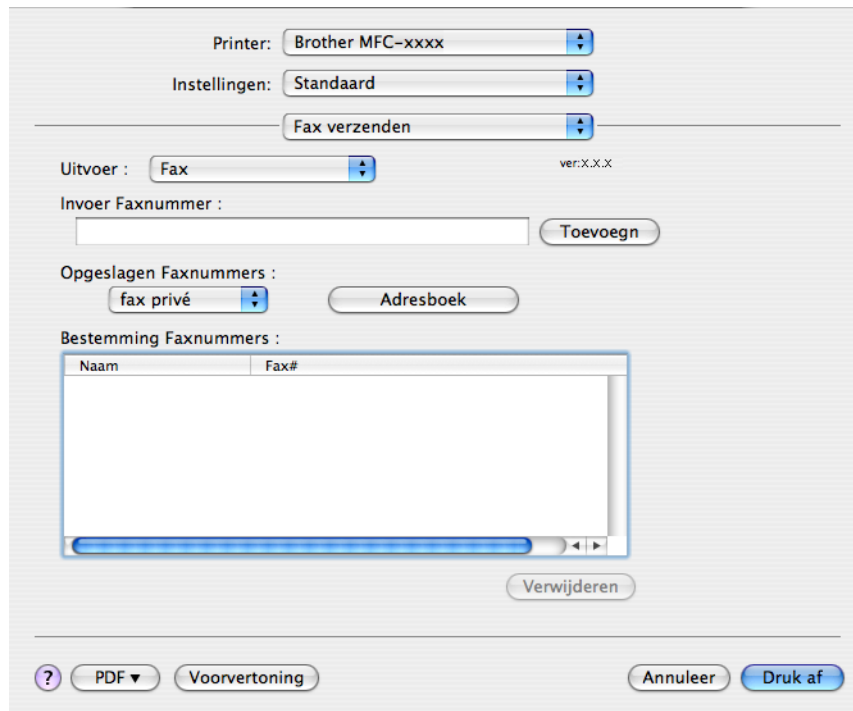 Printer: Brother MFC-xxxx
Instellingen: Standaard
Fax verzenden
Uitvoer : Fax ver:X.X.X
Invoer Faxnummer :
Toevoegn
Opgeslagen Faxnummers :
fax privé Adresboek
Bestemming Faxnummers :
Naam Fax#
Verwijderen
? PDF ▼ Voorvertoning Annuleer Druk af